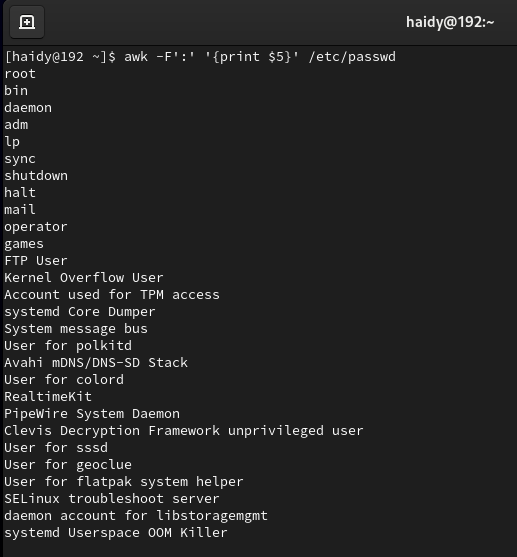 haidy@192:~
[haidy@192 ~]$ awk -F':' '{print $5}' /etc/passwd
root
bin
daemon
adm
lp
sync
shutdown
halt
mail
operator
games
FTP User
Kernel Overflow User
Account used for TPM access
systemd Core Dumper
System message bus
User for polkitd
Avahi mDNS/DNS-SD Stack
User for colord
RealtimeKit
PipeWire System Daemon
Clevis Decryption Framework unprivileged user
User for sssd
User for geoclue
User for flatpak system helper
SELinux troubleshoot server
daemon account for libstoragemgmt
systemd Userspace OOM Killer